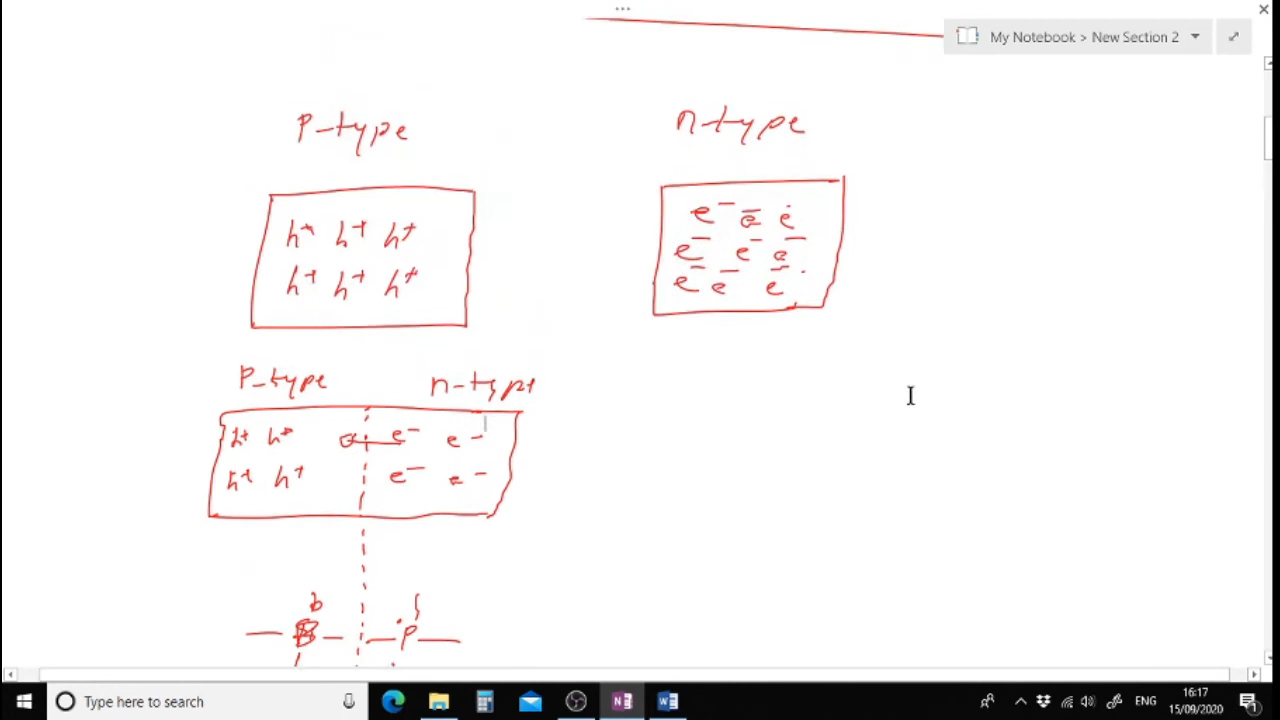 My Notebook > New Section 2
P-type n-type
h+ h+ h+
h+ h+ h+
e- e- e
e- e- e-
e- e- e-
P-type n-type
h+ h+ e- e-
h+ h+ e- e-
B P
Type here to search
ENG
16:17
15/09/2020
1